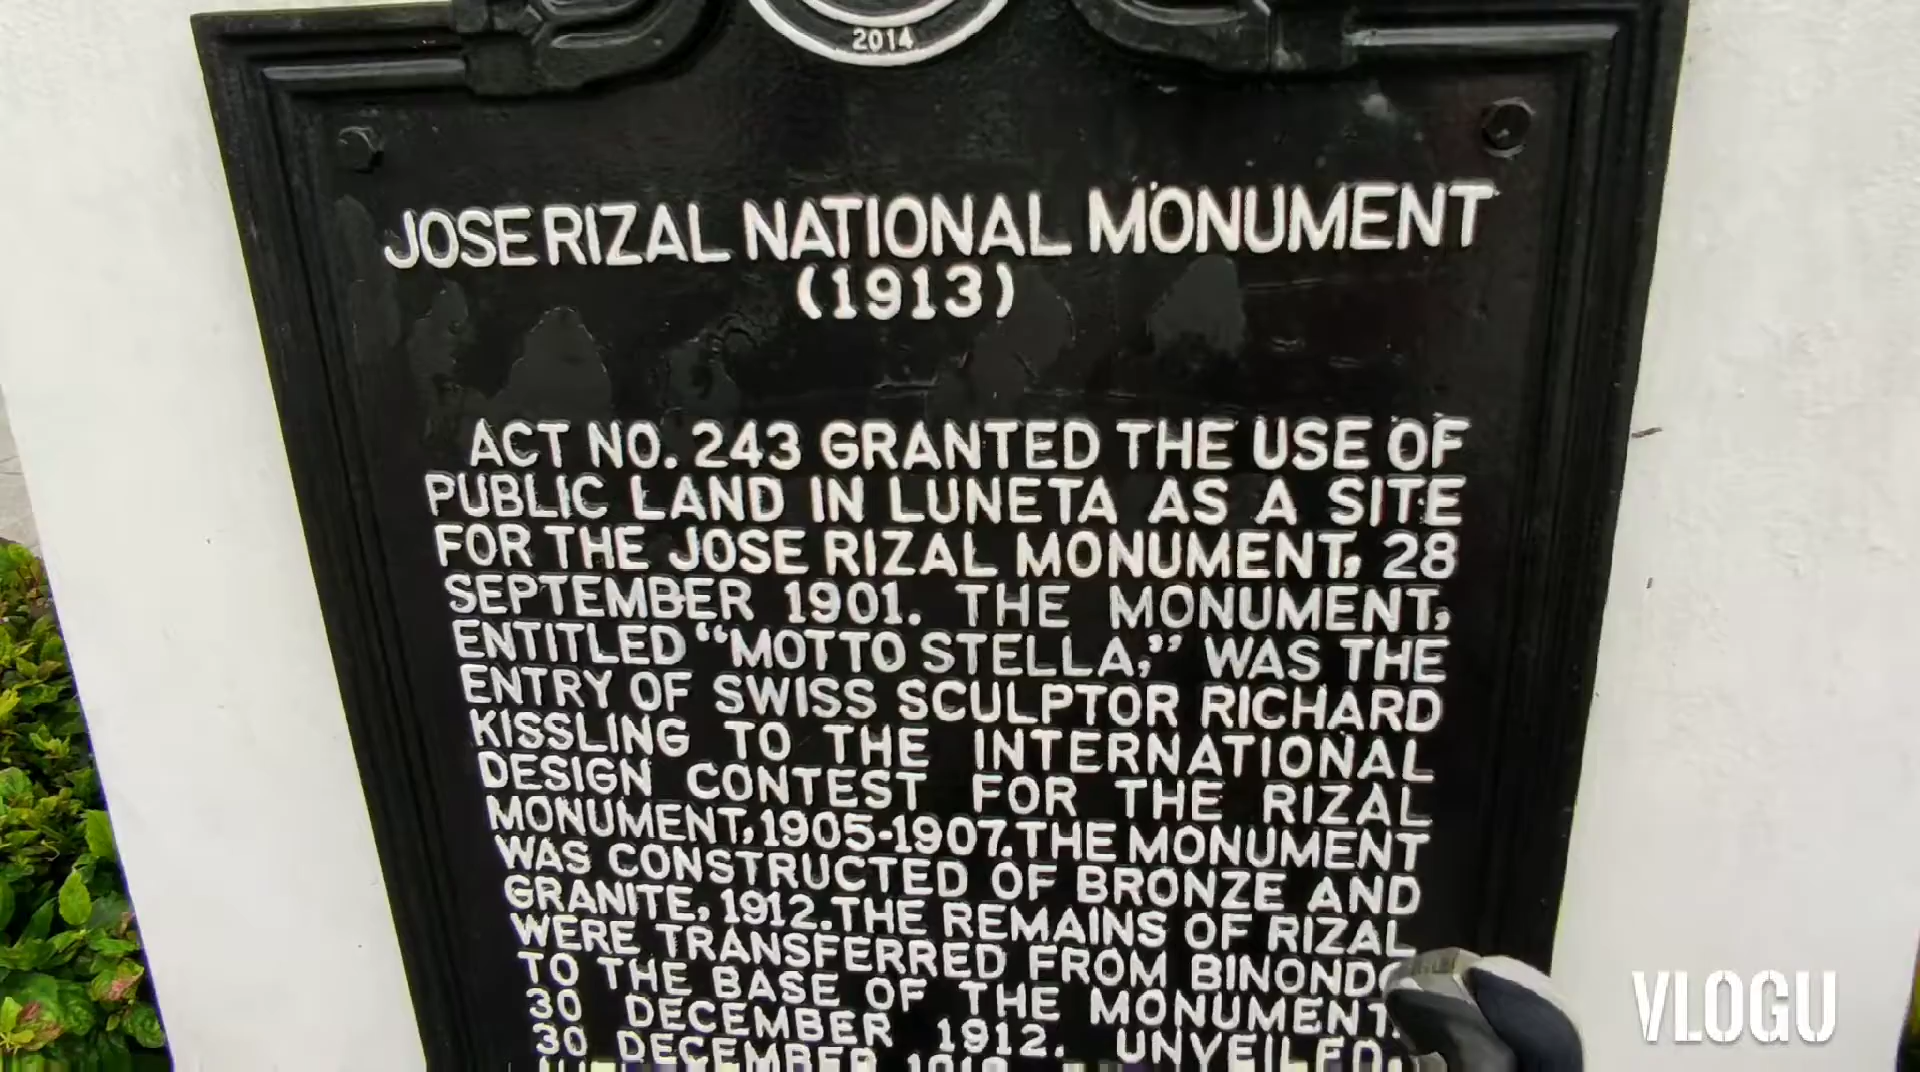 2014
JOSE RIZAL NATIONAL MONUMENT
(1913)
ACT NO. 243 GRANTED THE USE OF
PUBLIC LAND IN LUNETA AS A SITE
FOR THE JOSE RIZAL MONUMENT, 28
SEPTEMBER 1901. THE MONUMENT,
ENTITLED "MOTTO STELLA," WAS THE
ENTRY OF SWISS SCULPTOR RICHARD
KISSLING TO THE INTERNATIONAL
DESIGN CONTEST FOR THE RIZAL
MONUMENT, 1905-1907. THE MONUMENT
WAS CONSTRUCTED OF BRONZE AND
GRANITE, 1912. THE REMAINS OF RIZAL
WERE TRANSFERRED FROM BINONDO
TO THE BASE OF THE MONUMENT,
30 DECEMBER 1912. UNVEILED,
30 DECEMBER
VLOGU